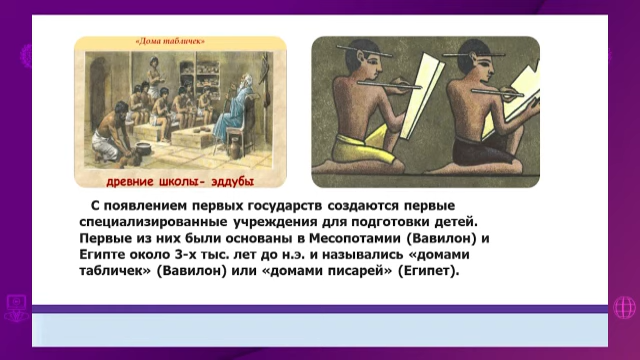 «Дома табличек»
древние школы- эддубы
С появлением первых государств создаются первые
специализированные учреждения для подготовки детей.
Первые из них были основаны в Месопотамии (Вавилон) и
Египте около 3-х тыс. лет до н.э. и назывались «домами
табличек» (Вавилон) или «домами писарей» (Египет).